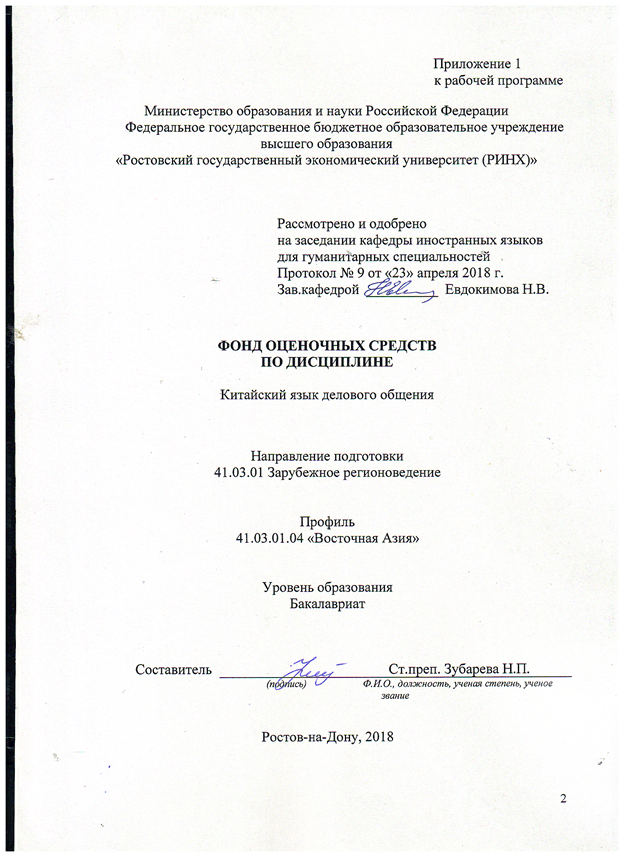 Приложение 1
к рабочей программе
Министерство образования и науки Российской Федерации
Федеральное государственное бюджетное образовательное учреждение
высшего образования
«Ростовский государственный экономический университет (РИНХ)»
Рассмотрено и одобрено
на заседании кафедры иностранных языков
для гуманитарных специальностей
Протокол № 9 от «23» апреля 2018 г.
Зав.кафедрой __________ Евдокимова Н.В.
ФОНД ОЦЕНОЧНЫХ СРЕДСТВ
ПО ДИСЦИПЛИНЕ
Китайский язык делового общения
Направление подготовки
41.03.01 Зарубежное регионоведение
Профиль
41.03.01.04 «Восточная Азия»
Уровень образования
Бакалавриат
Составитель __________ Ст.преп. Зубарева Н.П.
(подпись) Ф.И.О., должность, ученая степень, ученое
звание
Ростов-на-Дону, 2018
2